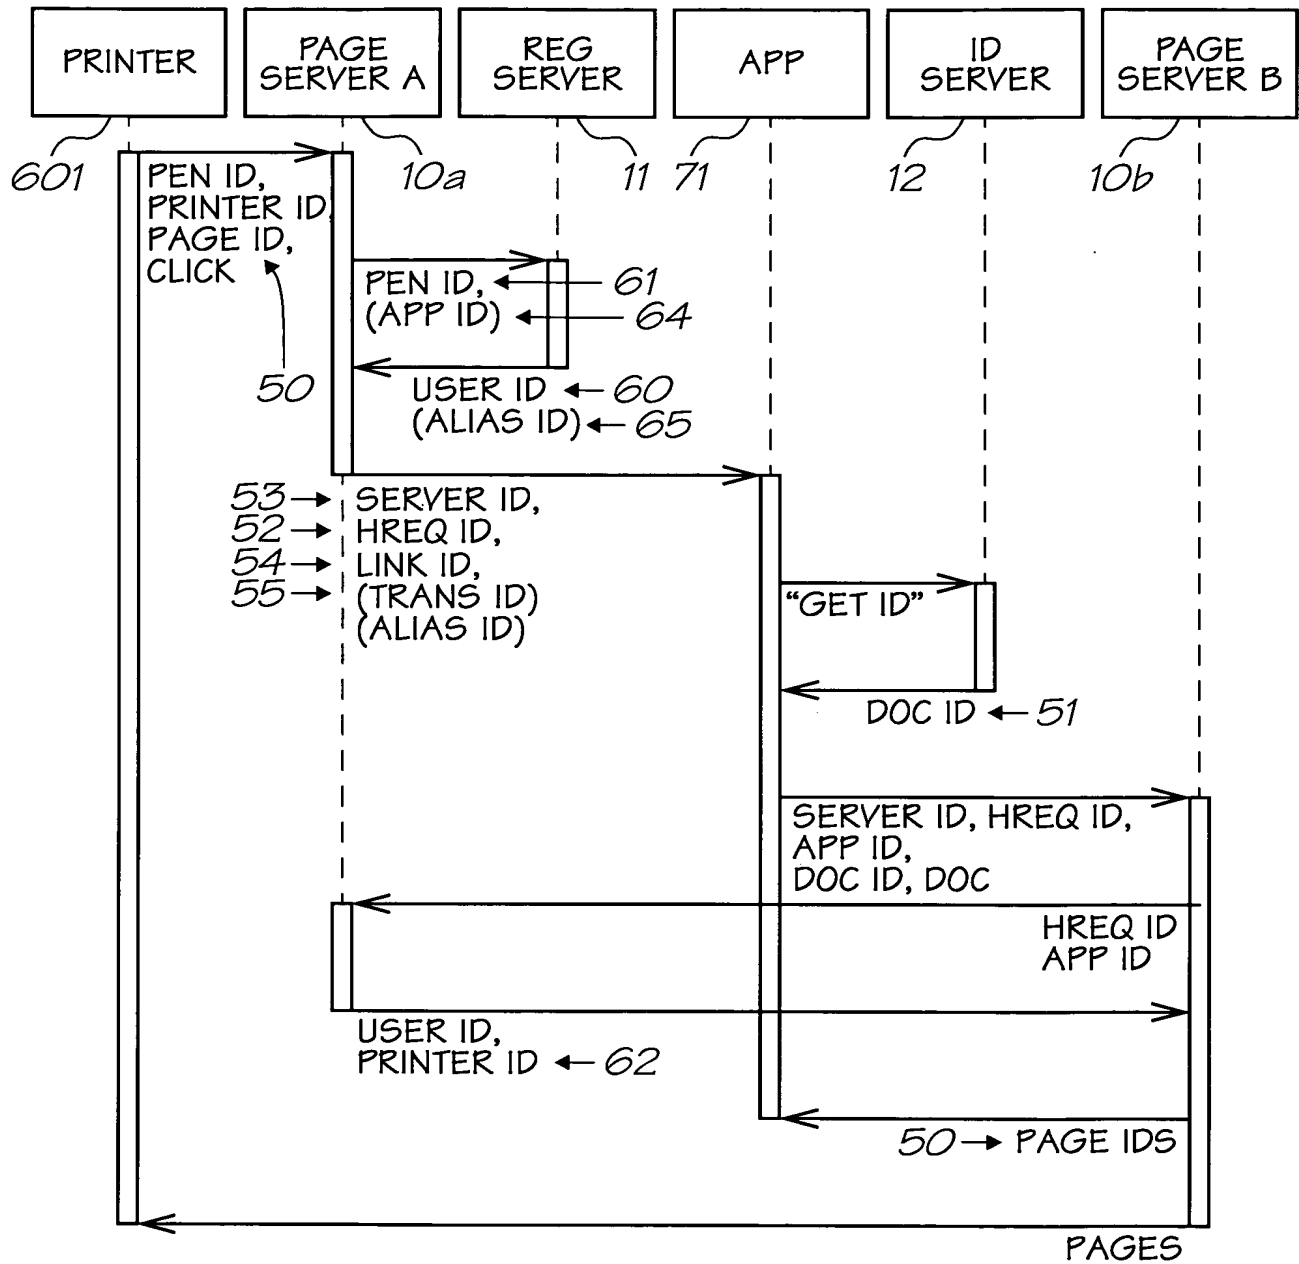 PRINTER
PAGE
SERVER A
REG
SERVER
APP
ID
SERVER
PAGE
SERVER B
601
10a
11
71
12
10b
PEN ID,
PRINTER ID
PAGE ID,
CLICK
50
PEN ID,
61
(APP ID)
64
USER ID
60
(ALIAS ID)
65
53
SERVER ID,
52
HREQ ID,
54
LINK ID,
55
(TRANS ID)
(ALIAS ID)
"GET ID"
DOC ID
51
SERVER ID, HREQ ID,
APP ID,
DOC ID, DOC
HREQ ID
APP ID
USER ID,
PRINTER ID
62
50
PAGE IDS
PAGES